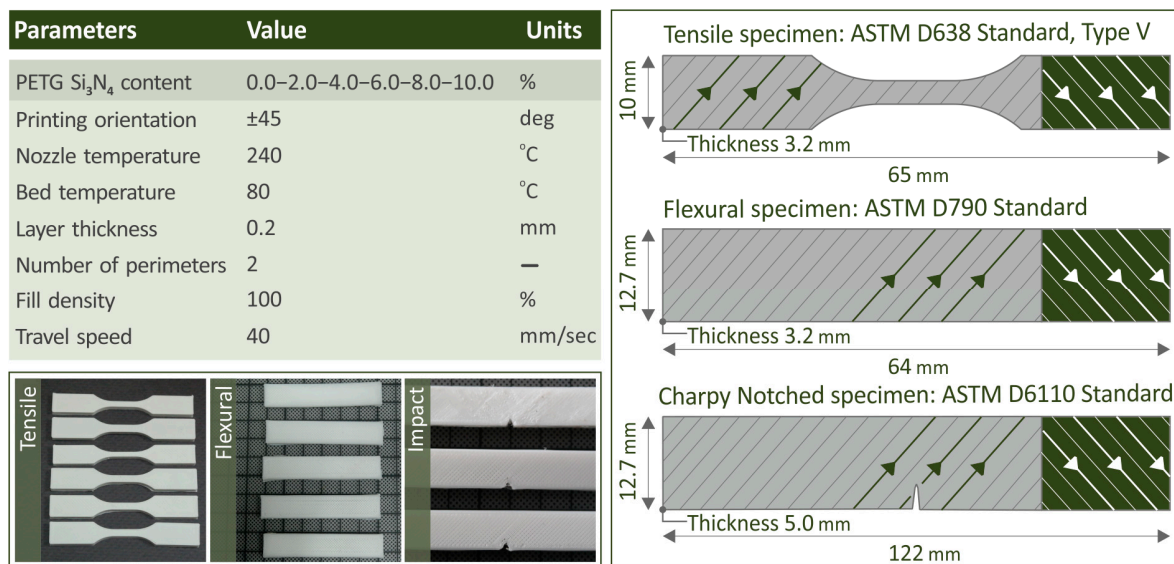 Parameters Value Units
PETG Si₃N₄ content 0.0–2.0–4.0–6.0–8.0–10.0 %
Printing orientation ±45 deg
Nozzle temperature 240 °C
Bed temperature 80 °C
Layer thickness 0.2 mm
Number of perimeters 2 –
Fill density 100 %
Travel speed 40 mm/sec
Tensile
Flexural
Impact
Tensile specimen: ASTM D638 Standard, Type V
10 mm
Thickness 3.2 mm
65 mm
Flexural specimen: ASTM D790 Standard
12.7 mm
Thickness 3.2 mm
64 mm
Charpy Notched specimen: ASTM D6110 Standard
12.7 mm
Thickness 5.0 mm
122 mm